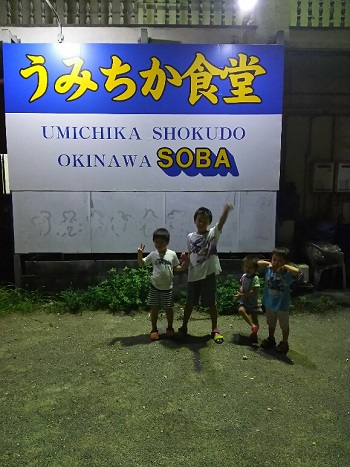 うみちか食堂
UMICHIKA SHOKUDO
OKINAWA SOBA